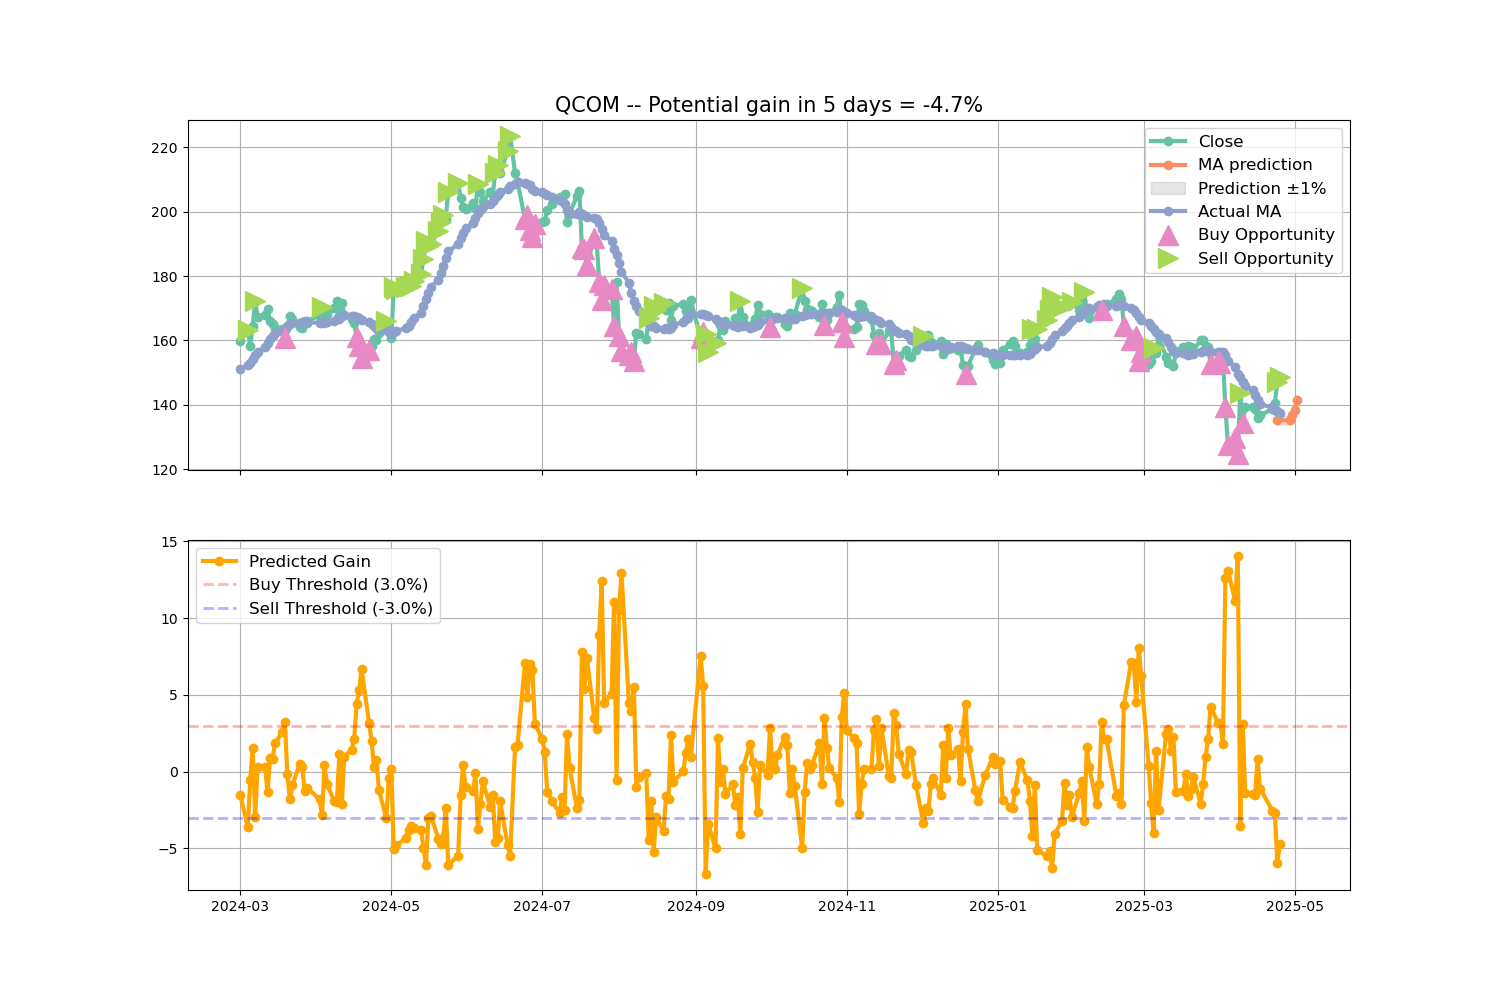 QCOM -- Potential gain in 5 days = -4.7%
220
200
180
160
140
120
Close
MA prediction
Prediction ±1%
Actual MA
Buy Opportunity
Sell Opportunity
15
10
5
0
−5
Predicted Gain
Buy Threshold (3.0%)
Sell Threshold (-3.0%)
2024-03 2024-05 2024-07 2024-09 2024-11 2025-01 2025-03 2025-05